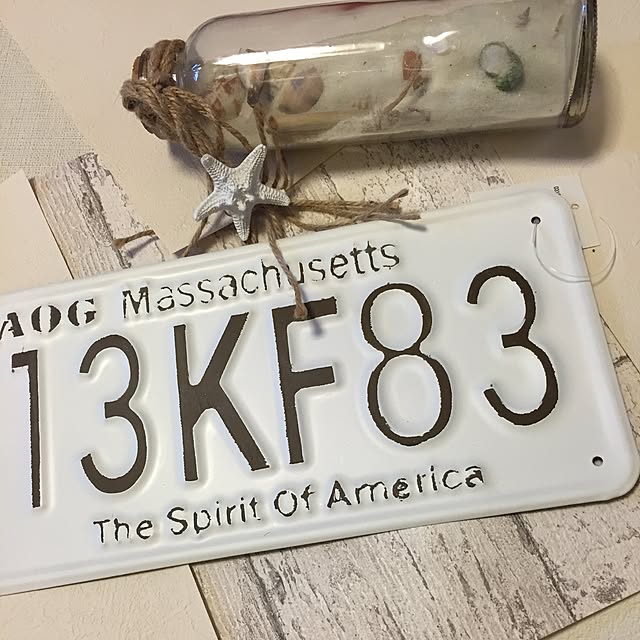 AOG Massachusetts
13KF83
The Spirit Of America